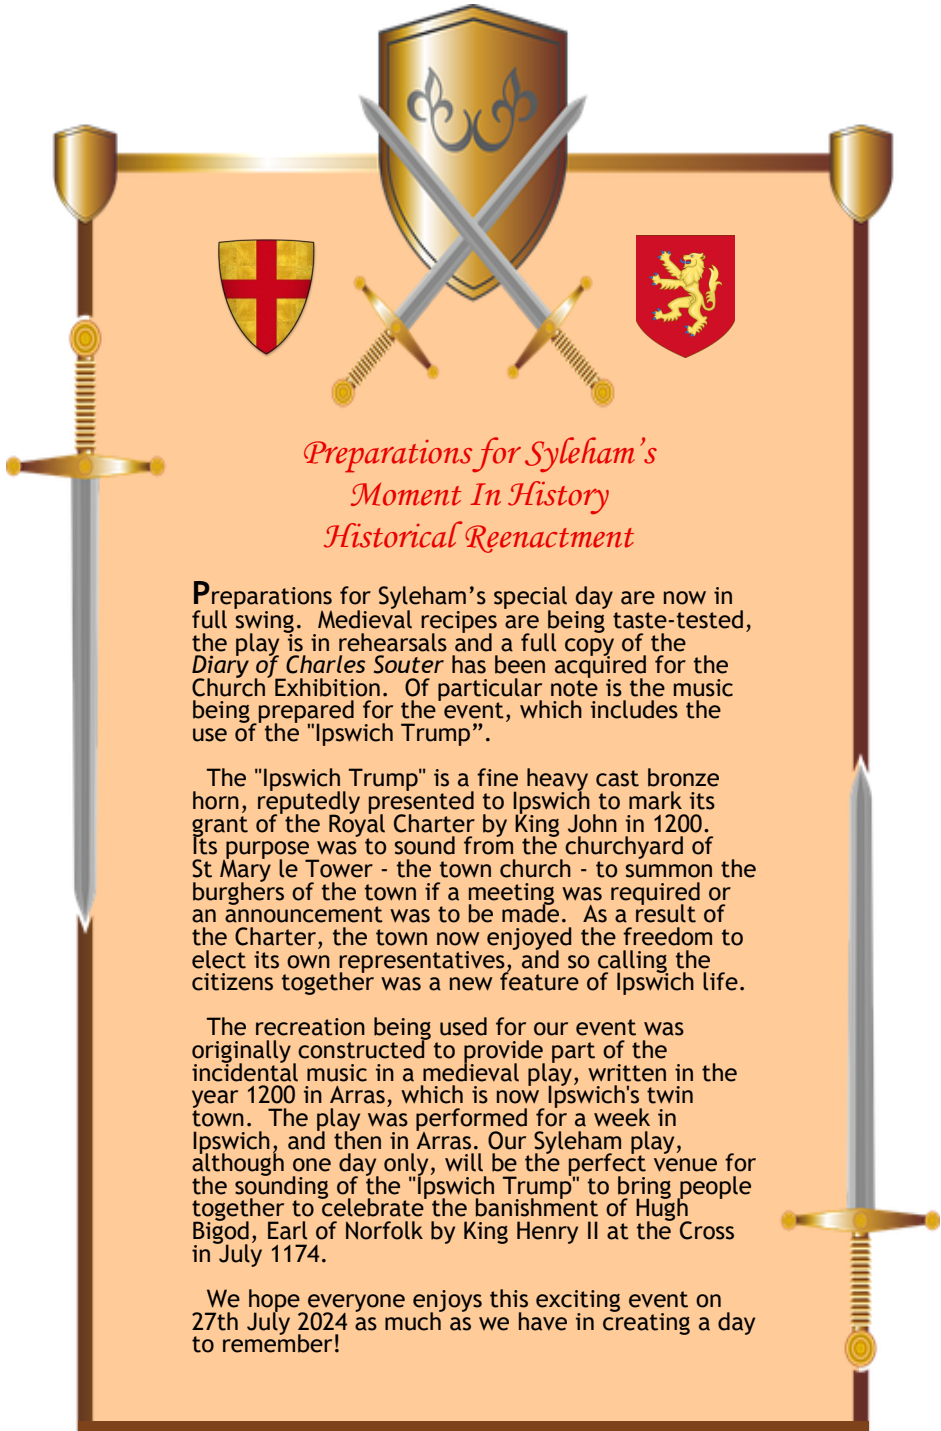 Preparations for Syleham’s
Moment In History
Historical Reenactment
Preparations for Syleham’s special day are now in
full swing.  Medieval recipes are being taste-tested,
the play is in rehearsals and a full copy of the
Diary of Charles Souter has been acquired for the
Church Exhibition.  Of particular note is the music
being prepared for the event, which includes the
use of the "Ipswich Trump”.
The "Ipswich Trump" is a fine heavy cast bronze
horn, reputedly presented to Ipswich to mark its
grant of the Royal Charter by King John in 1200.
Its purpose was to sound from the churchyard of
St Mary le Tower - the town church - to summon the
burghers of the town if a meeting was required or
an announcement was to be made.  As a result of
the Charter, the town now enjoyed the freedom to
elect its own representatives, and so calling the
citizens together was a new feature of Ipswich life.
The recreation being used for our event was
originally constructed to provide part of the
incidental music in a medieval play, written in the
year 1200 in Arras, which is now Ipswich's twin
town.  The play was performed for a week in
Ipswich, and then in Arras. Our Syleham play,
although one day only, will be the perfect venue for
the sounding of the "Ipswich Trump" to bring people
together to celebrate the banishment of Hugh
Bigod, Earl of Norfolk by King Henry II at the Cross
in July 1174.
We hope everyone enjoys this exciting event on
27th July 2024 as much as we have in creating a day
to remember!